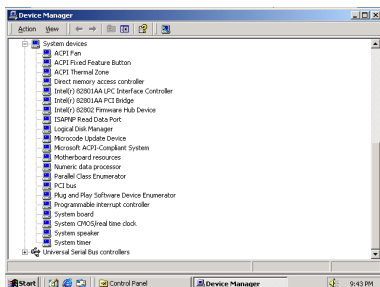 Device Manager
Action View
System devices
ACPI Fan
ACPI Fixed Feature Button
ACPI Thermal Zone
Direct memory access controller
Intel(r) 82801AA LPC Interface Controller
Intel(r) 82801AA PCI Bridge
Intel(r) 82802 Firmware Hub Device
ISAPNP Read Data Port
Logical Disk Manager
Microcode Update Device
Microsoft ACPI-Compliant System
Motherboard resources
Numeric data processor
Parallel Class Enumerator
PCI bus
Plug and Play Software Device Enumerator
Programmable interrupt controller
System board
System CMOS/real time clock
System speaker
System timer
Universal Serial Bus controllers
Start Control Panel Device Manager 9:43 PM